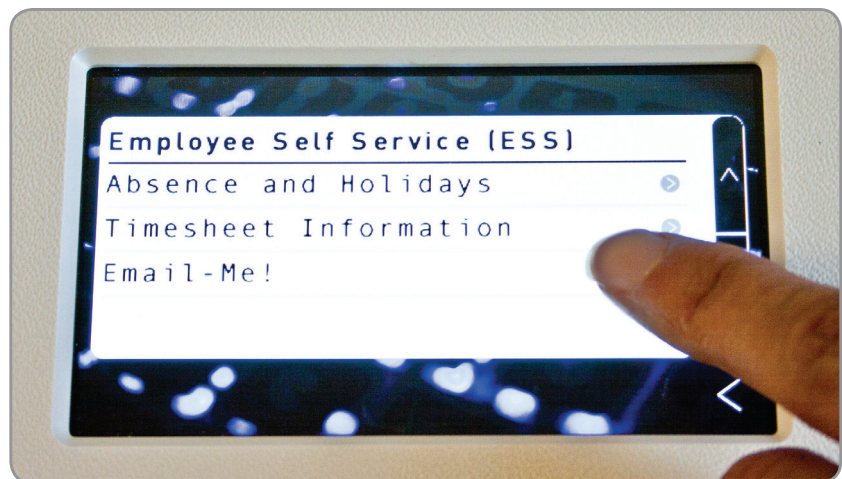 Employee Self Service (ESS)
Absence and Holidays
Timesheet Information
Email-Me!